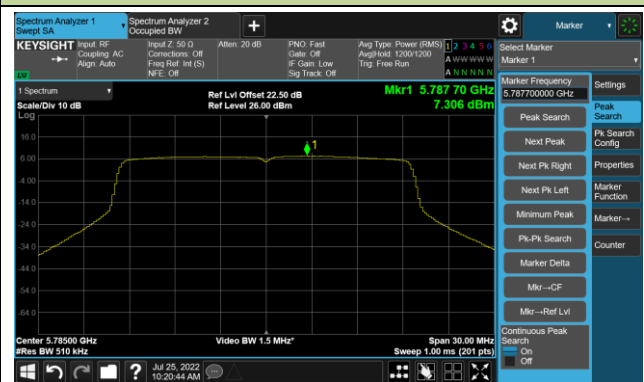 Spectrum Analyzer 1
Swept SA
Spectrum Analyzer 2
Occupied BW
+
Marker
KEYSIGHT
Input: RF
Coupling: AC
Align: Auto
Input Z: 50 Ω
Corrections: Off
Freq Ref: Int (S)
NFE: Off
Atten: 20 dB
PNO: Fast
Gate: Off
IF Gain: Low
Sig Track: Off
Avg Type: Power (RMS)
Avg|Hold: 1200/1200
Trig: Free Run
1 2 3 4 5 6
A W W W W W
A N N N N N
LXI
Select Marker
Marker 1
1 Spectrum
Scale/Div 10 dB
Log
Ref Lvl Offset 22.50 dB
Ref Level 26.00 dBm
Mkr1 5.787 70 GHz
7.306 dBm
16.0
6.00
-4.00
-14.0
-24.0
-34.0
-44.0
-54.0
-64.0
1
Center 5.78500 GHz
#Res BW 510 kHz
Video BW 1.5 MHz*
Span 30.00 MHz
Sweep 1.00 ms (201 pts)
Marker Frequency
5.787700000 GHz
Peak Search
Next Peak
Next Pk Right
Next Pk Left
Minimum Peak
Pk-Pk Search
Marker Delta
Mkr→CF
Mkr→Ref Lvl
Continuous Peak
Search
On
Off
Settings
Peak
Search
Pk Search
Config
Properties
Marker
Function
Marker→
Counter
?
Jul 25, 2022
10:20:44 AM